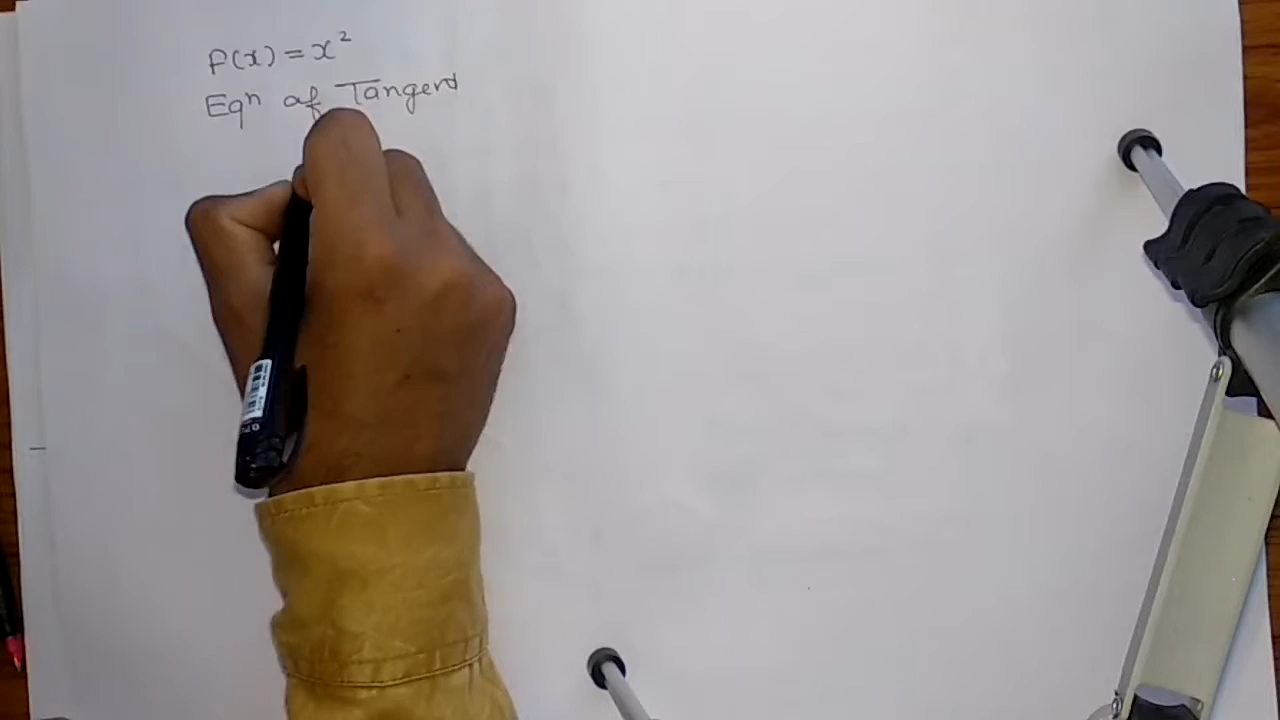 f(x) = x²
Eqⁿ of Tangent